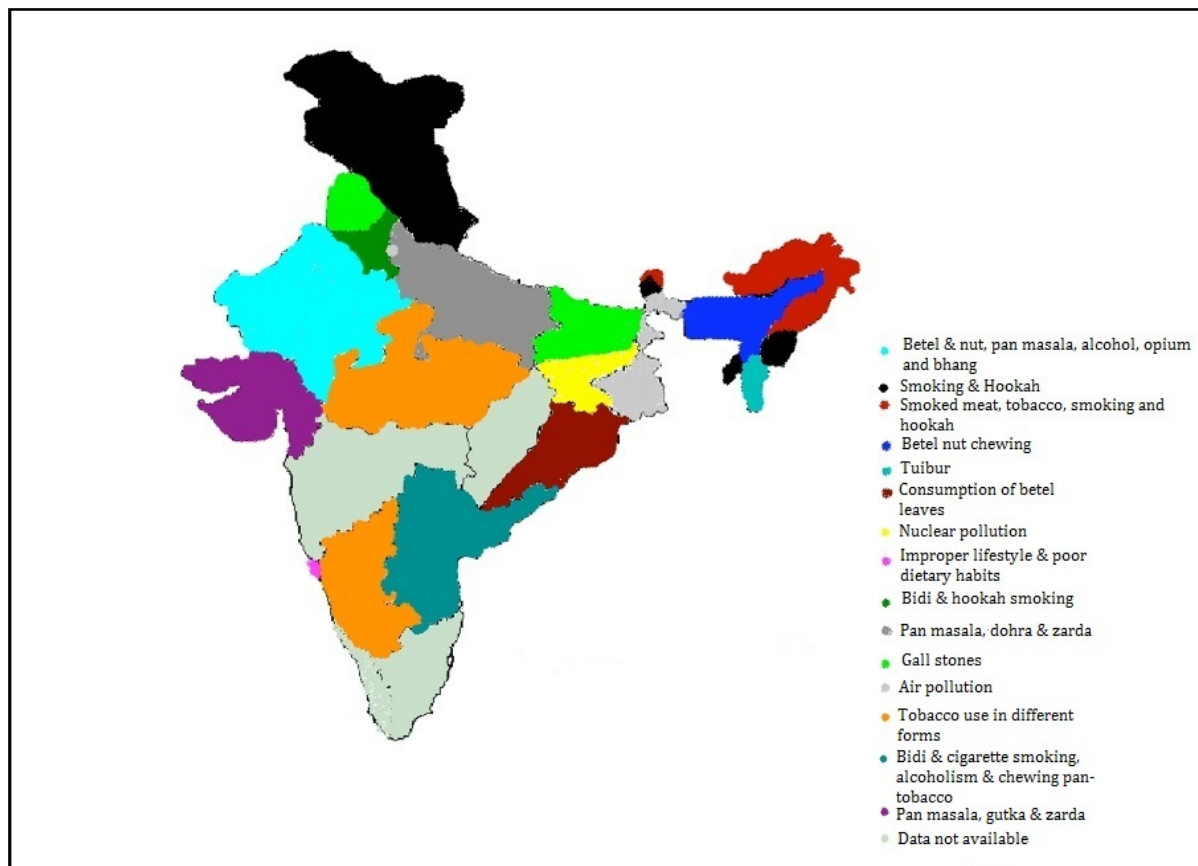 Betel & nut, pan masala, alcohol, opium
and bhang
Smoking & Hookah
Smoked meat, tobacco, smoking and
hookah
Betel nut chewing
Tuibur
Consumption of betel
leaves
Nuclear pollution
Improper lifestyle & poor
dietary habits
Bidi & hookah smoking
Pan masala, dohra & zarda
Gall stones
Air pollution
Tobacco use in different
forms
Bidi & cigarette smoking,
alcoholism & chewing pan-
tobacco
Pan masala, gutka & zarda
Data not available